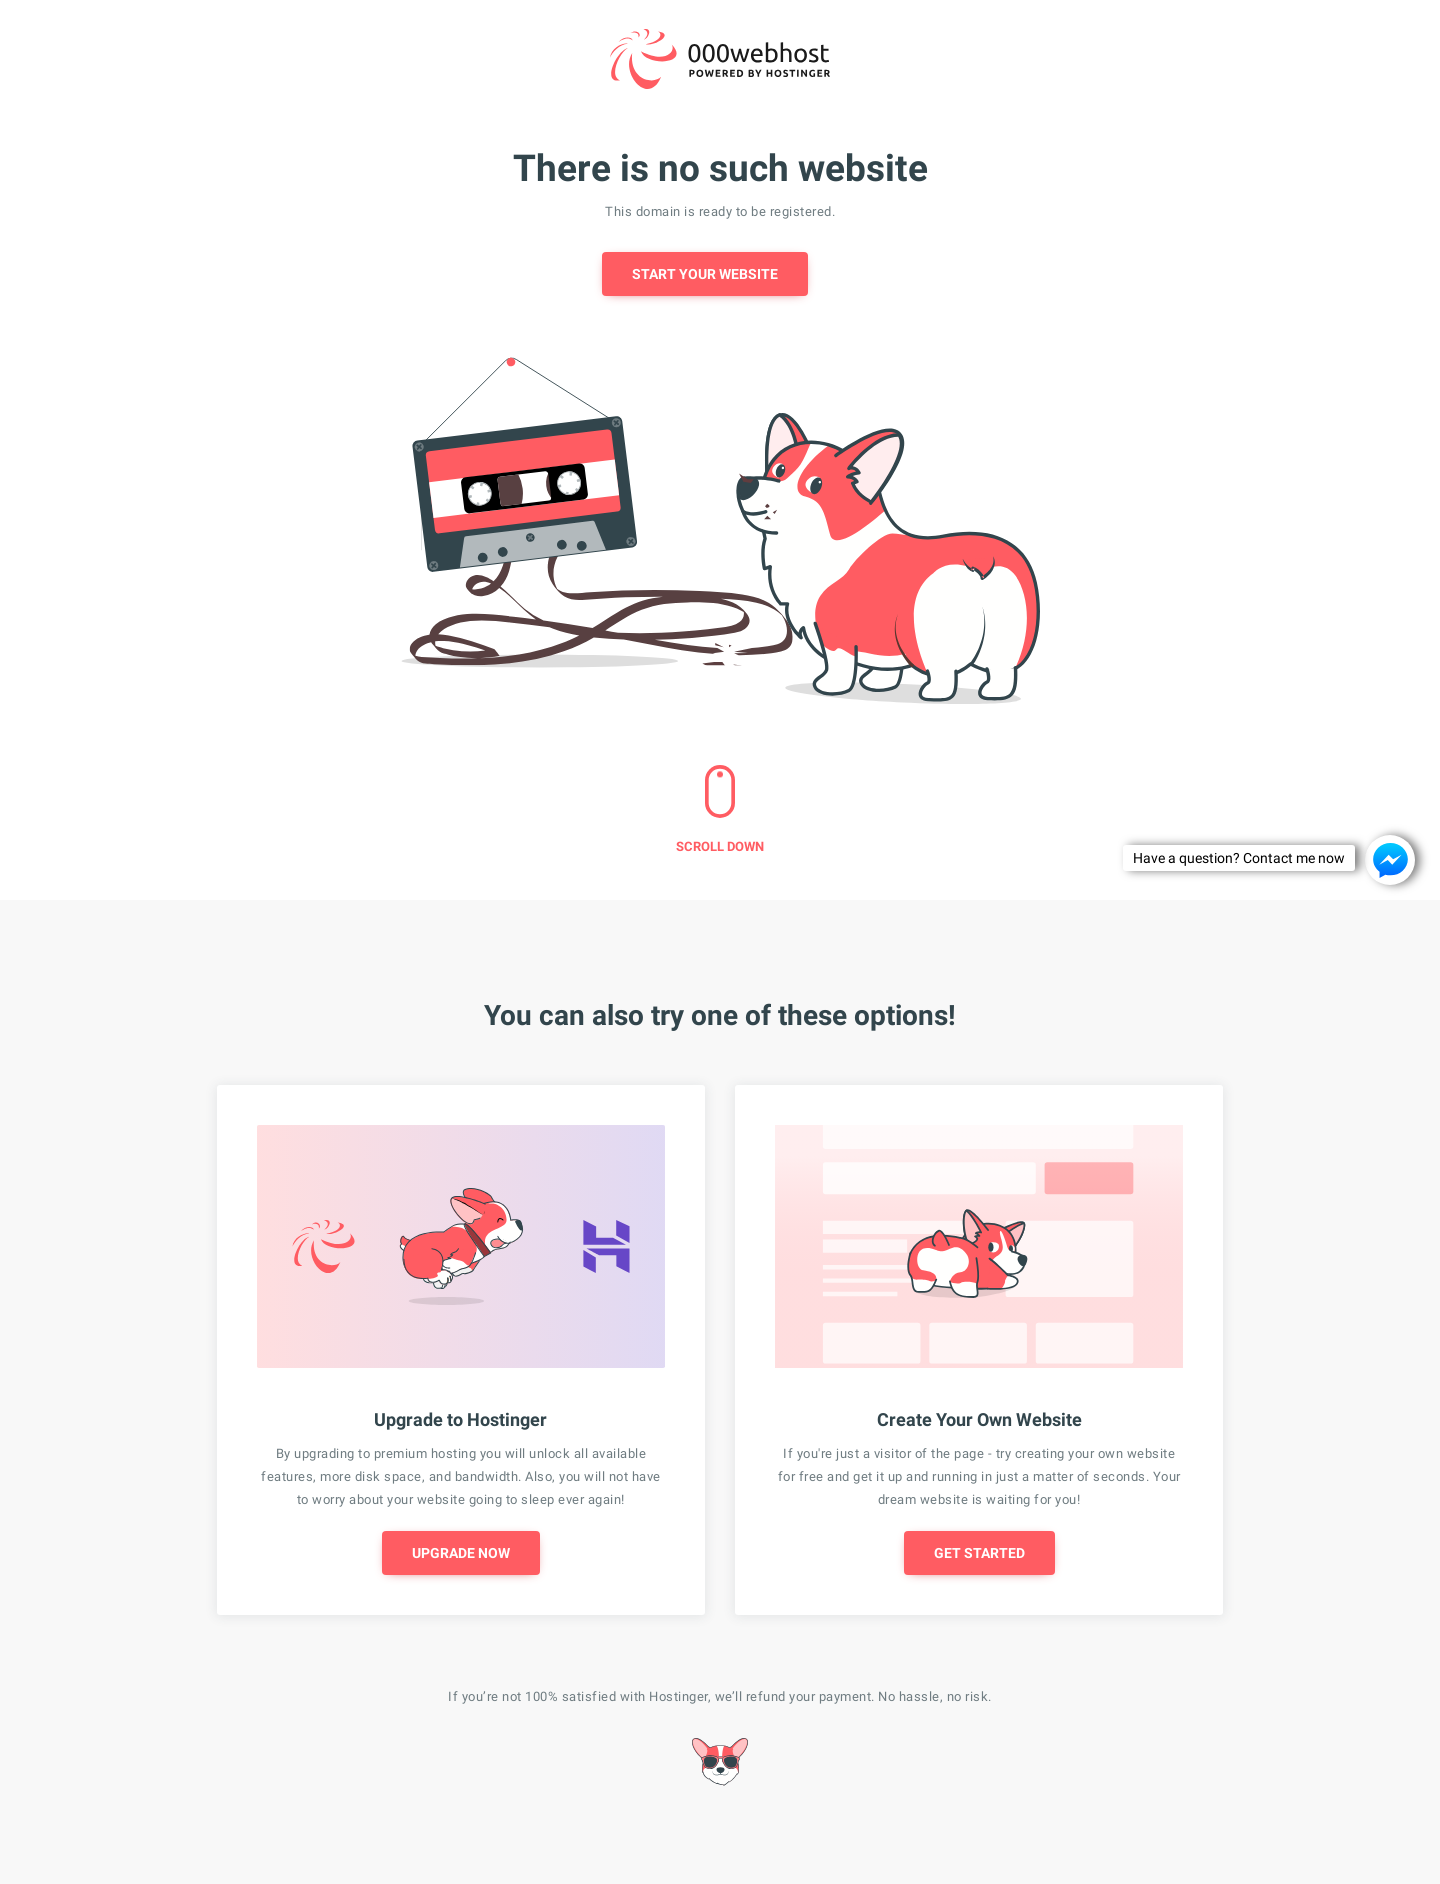 000webhost
POWERED BY HOSTINGER
There is no such website
This domain is ready to be registered.
START YOUR WEBSITE
SCROLL DOWN
Have a question? Contact me now
You can also try one of these options!
Upgrade to Hostinger
By upgrading to premium hosting you will unlock all available
features, more disk space, and bandwidth. Also, you will not have
to worry about your website going to sleep ever again!
UPGRADE NOW
Create Your Own Website
If you're just a visitor of the page - try creating your own website
for free and get it up and running in just a matter of seconds. Your
dream website is waiting for you!
GET STARTED
If you’re not 100% satisfied with Hostinger, we’ll refund your payment. No hassle, no risk.